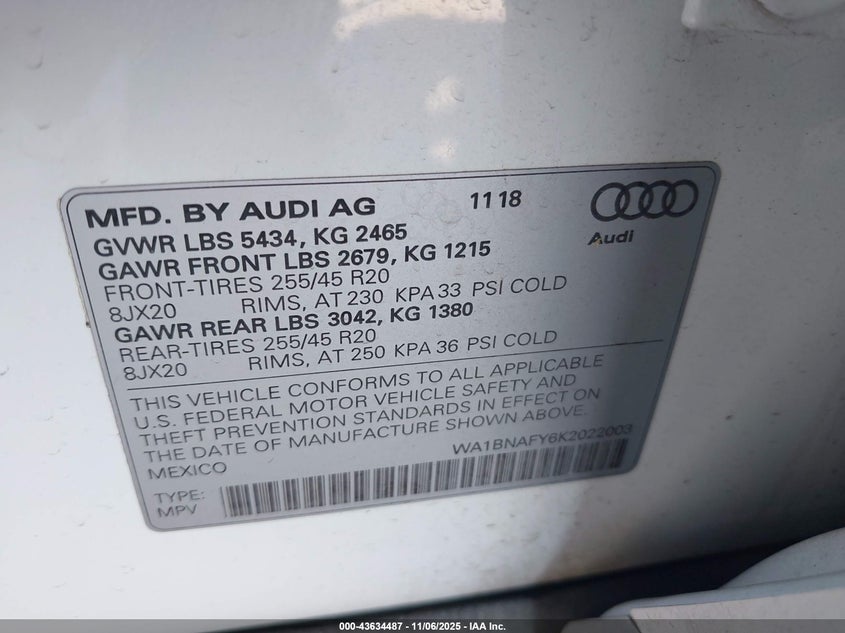 MFD. BY AUDI AG 11 18
Audi
GVWR LBS 5434, KG 2465
GAWR FRONT LBS 2679, KG 1215
FRONT-TIRES 255/45 R20
8JX20 RIMS, AT 230 KPA 33 PSI COLD
GAWR REAR LBS 3042, KG 1380
REAR-TIRES 255/45 R20
8JX20 RIMS, AT 250 KPA 36 PSI COLD
THIS VEHICLE CONFORMS TO ALL APPLICABLE
U.S. FEDERAL MOTOR VEHICLE SAFETY AND
THEFT PREVENTION STANDARDS IN EFFECT ON
THE DATE OF MANUFACTURE SHOWN ABOVE.
MEXICO WA1BNAFY6K2022003
TYPE:
MPV
000-43634487 - 11/06/2025 - IAA Inc.